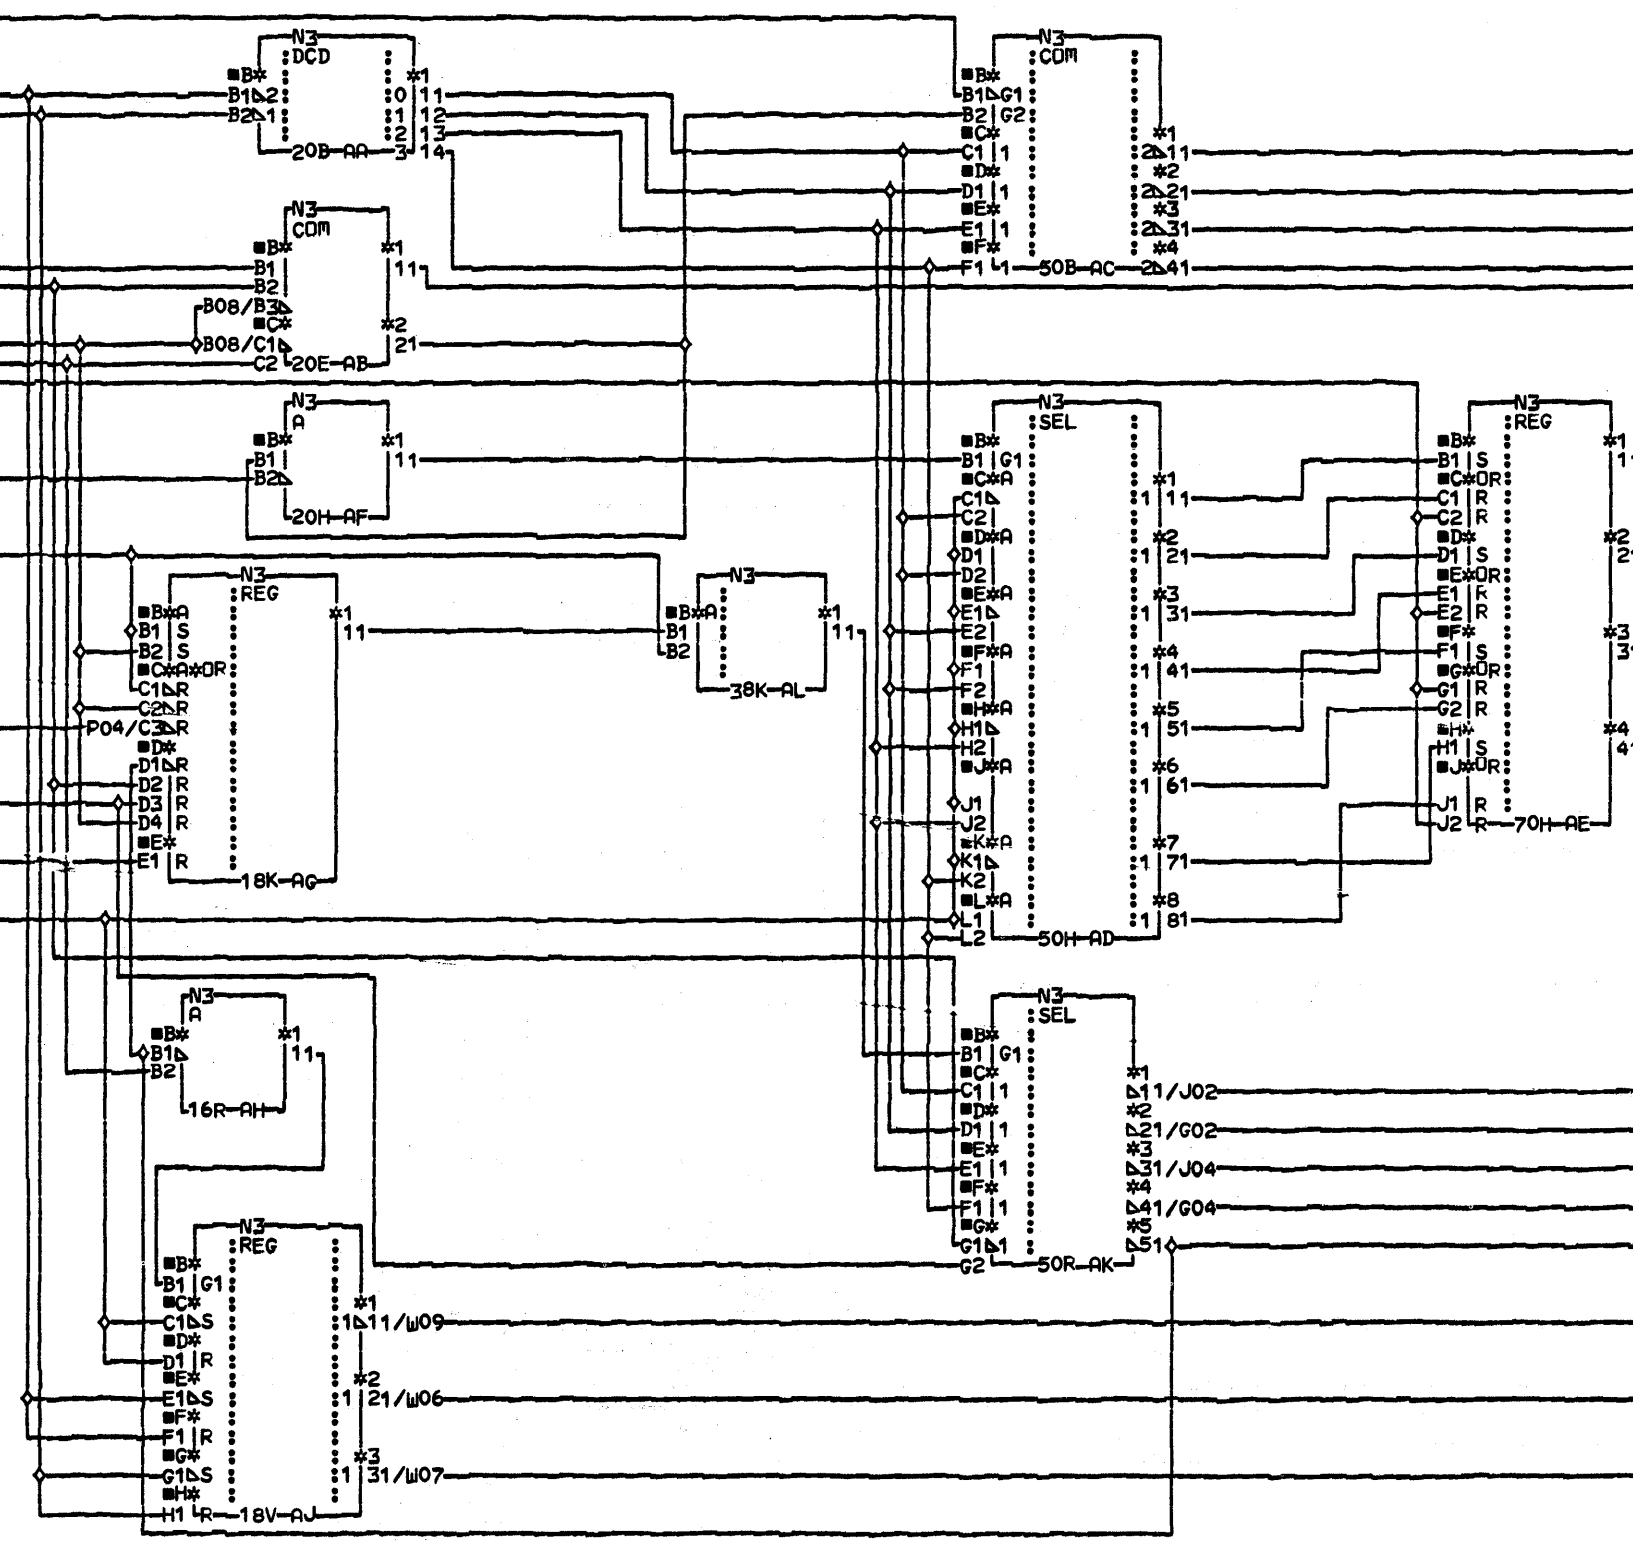 N3
DCD
■B* *1
B1 2 0 11
B2 1 1 12
2 13
20B-AA 3 14
N3
COM
■B* *1
B1 11
B2
B08/B3
■C* *2
B08/C1 21
C2 20E-AB
N3
A
■B* *1
B1 11
B2
20H-AF
N3
REG
■B*A *1
B1 S 11
B2 S
■C*A*OR
C1 R
C2 R
P04/C3 R
■D*
D1 R
D2 R
D3 R
D4 R
■E*
E1 R
18K-AG
N3
■B*A *1
B1 11
B2
38K-AL
N3
A
■B* *1
B1 11
B2
16R-AH
N3
REG
■B*
B1 G1
■C* *1
C1 S 1 11/W09
■D*
D1 R
■E* *2
E1 S 1 21/W06
■F*
F1 R
■G* *3
G1 S 1 31/W07
■H*
H1 R 18V-AJ
N3
COM
■B*
B1 G1
B2 G2
■C* *1
C1 1 2 11
■D* *2
D1 1 2 21
■E* *3
E1 1 2 31
■F* *4
F1 1 50B-AC 2 41
N3
SEL
■B*
B1 G1
■C*A *1
C1 1 11
C2
■D*A *2
D1 1 21
D2
■E*A *3
E1 1 31
E2
■F*A *4
F1 1 41
F2
■H*A *5
H1 1 51
H2
■J*A *6
1 61
J1
J2
■K*A *7
K1 1 71
K2
■L*A *8
L1 1 81
L2 50H-AD
N3
SEL
■B*
B1 G1
■C* *1
C1 1 11/J02
■D* *2
D1 1 21/G02
■E* *3
E1 1 31/J04
■F* *4
F1 1 41/G04
■G* *5
G1 1 51
G2 50R-AK
N3
REG
■B* *1
B1 S
■C*OR
C1 R
C2 R
■D* *2
D1 S
■E*OR
E1 R
E2 R
■F* *3
F1 S
■G*OR
G1 R
G2 R
■H* *4
H1 S
■J*OR
J1 R
J2 R 70H-AE